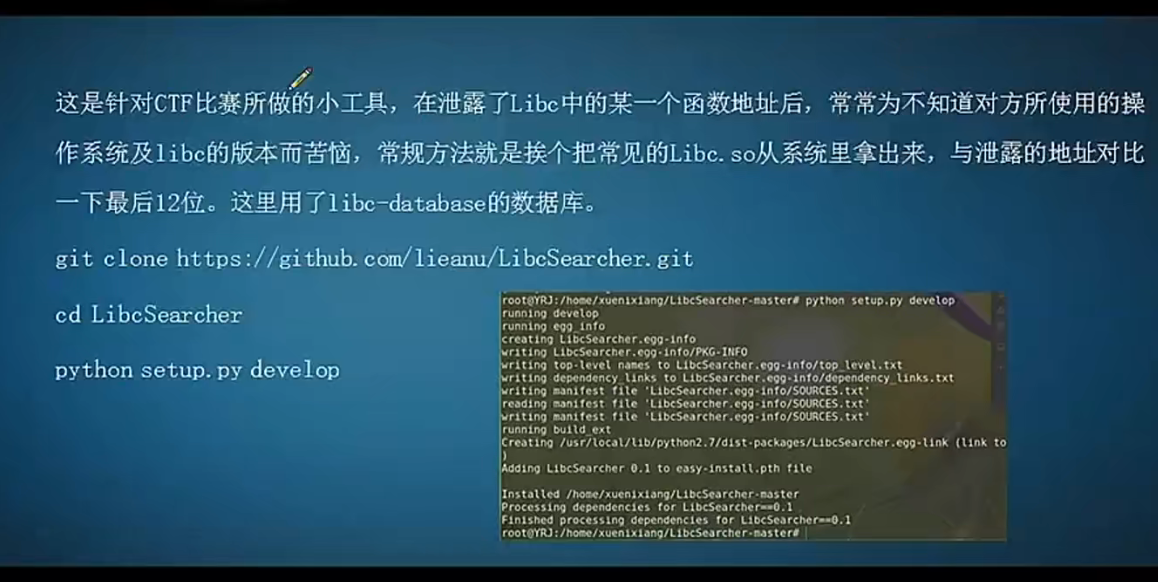 这是针对CTF比赛所做的小工具，在泄露了Libc中的某一个函数地址后，常常为不知道对方所使用的操
作系统及libc的版本而苦恼，常规方法就是挨个把常见的Libc.so从系统里拿出来，与泄露的地址对比
一下最后12位。这里用了libc-database的数据库。
git clone https://github.com/lieanu/LibcSearcher.git
cd LibcSearcher
python setup.py develop
root@YRJ:/home/xuenixiang/LibcSearcher-master# python setup.py develop
running develop
running egg_info
creating LibcSearcher.egg-info
writing LibcSearcher.egg-info/PKG-INFO
writing top-level names to LibcSearcher.egg-info/top_level.txt
writing dependency_links to LibcSearcher.egg-info/dependency_links.txt
writing manifest file 'LibcSearcher.egg-info/SOURCES.txt'
reading manifest file 'LibcSearcher.egg-info/SOURCES.txt'
writing manifest file 'LibcSearcher.egg-info/SOURCES.txt'
running build_ext
Creating /usr/local/lib/python2.7/dist-packages/LibcSearcher.egg-link (link to
)
Adding LibcSearcher 0.1 to easy-install.pth file
Installed /home/xuenixiang/LibcSearcher-master
Processing dependencies for LibcSearcher==0.1
Finished processing dependencies for LibcSearcher==0.1
root@YRJ:/home/xuenixiang/LibcSearcher-master#